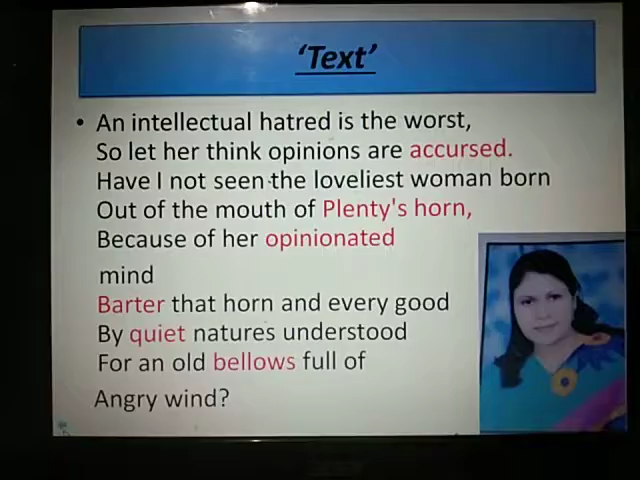 ‘Text’
• An intellectual hatred is the worst,
So let her think opinions are accursed.
Have I not seen the loveliest woman born
Out of the mouth of Plenty's horn,
Because of her opinionated
mind
Barter that horn and every good
By quiet natures understood
For an old bellows full of
Angry wind?